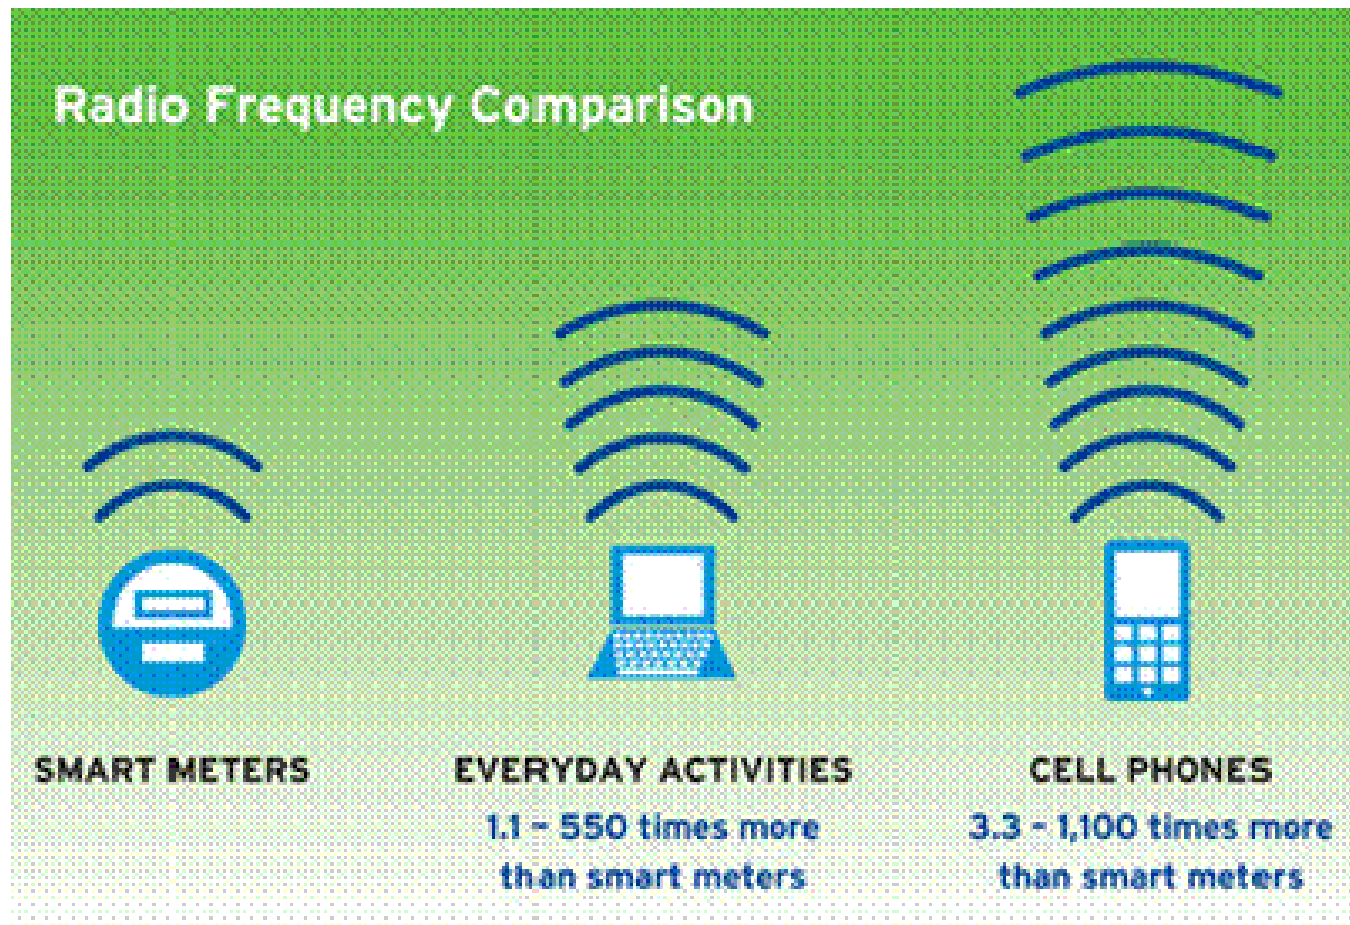 Radio Frequency Comparison
SMART METERS
EVERYDAY ACTIVITIES
1.1 - 550 times more
than smart meters
CELL PHONES
3.3 - 1,100 times more
than smart meters